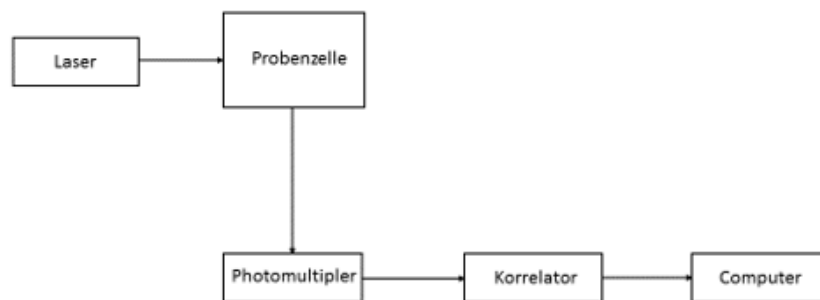 Laser
Probenzelle
Photomultipler
Korrelator
Computer